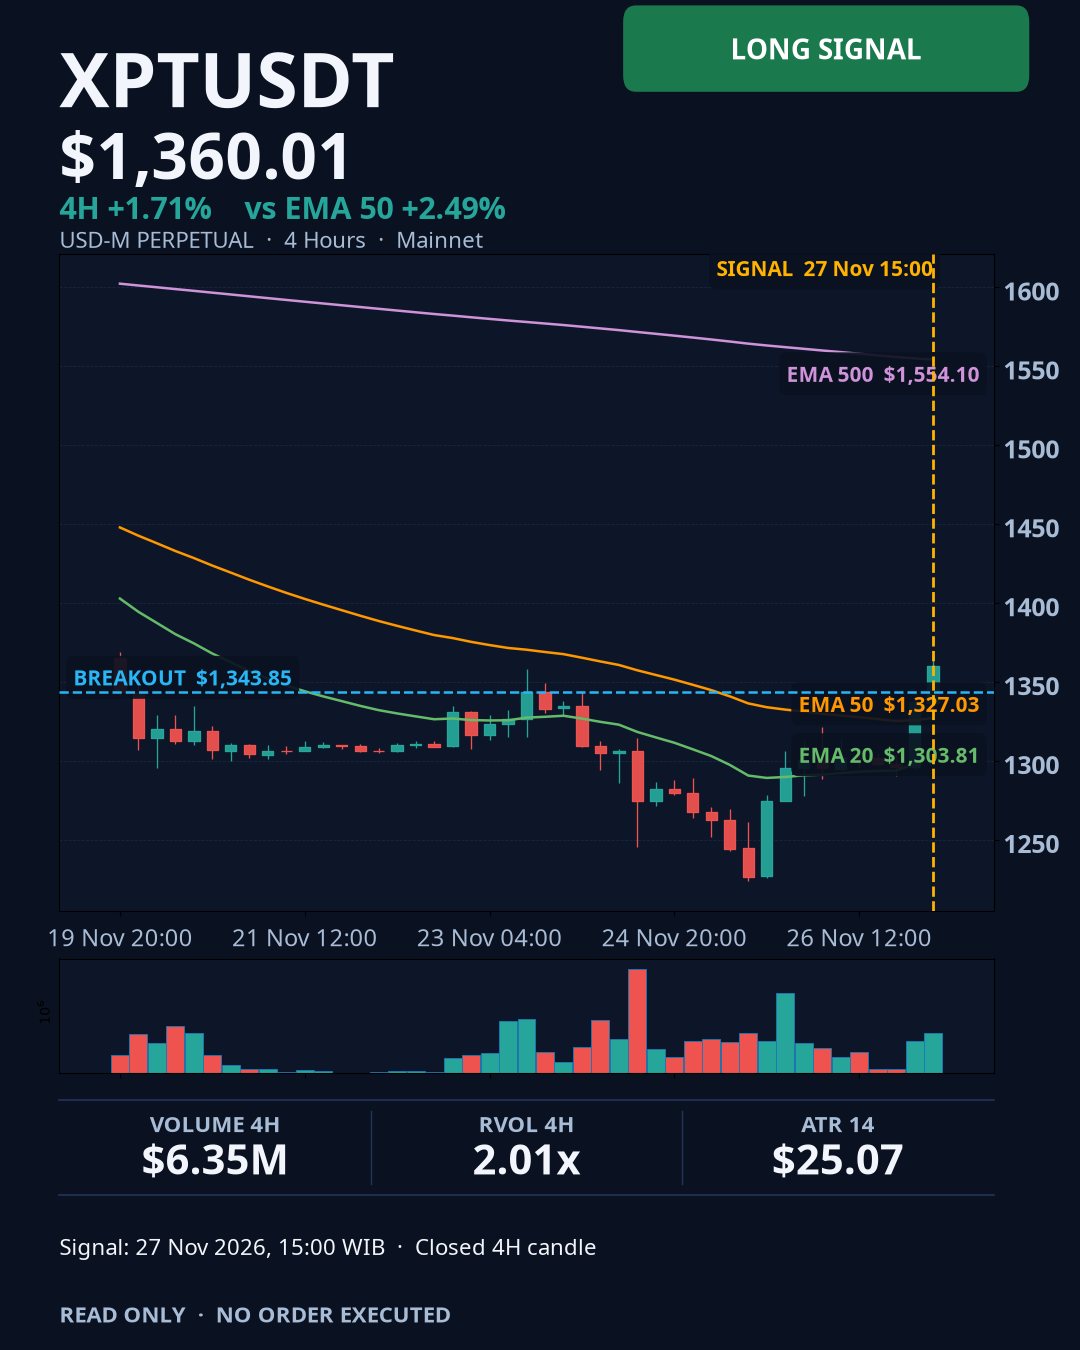 LONG SIGNAL
XPTUSDT
$1,360.01
4H +1.71% vs EMA 50 +2.49%
USD-M PERPETUAL · 4 Hours · Mainnet
SIGNAL 27 Nov 15:00
1600
EMA 500 $1,554.10
1550
1500
1450
1400
BREAKOUT $1,343.85
1350
EMA 50 $1,327.03
EMA 20 $1,303.81
1300
1250
19 Nov 20:00 21 Nov 12:00 23 Nov 04:00 24 Nov 20:00 26 Nov 12:00
10⁶
VOLUME 4H RVOL 4H ATR 14
$6.35M 2.01x $25.07
Signal: 27 Nov 2026, 15:00 WIB · Closed 4H candle
READ ONLY · NO ORDER EXECUTED